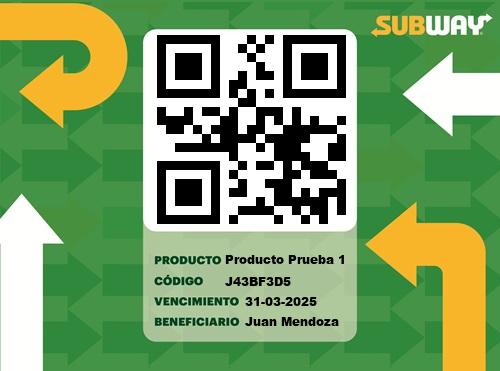 SUBWAY
PRODUCTO Producto Prueba 1
CÓDIGO J43BF3D5
VENCIMIENTO 31-03-2025
BENEFICIARIO Juan Mendoza